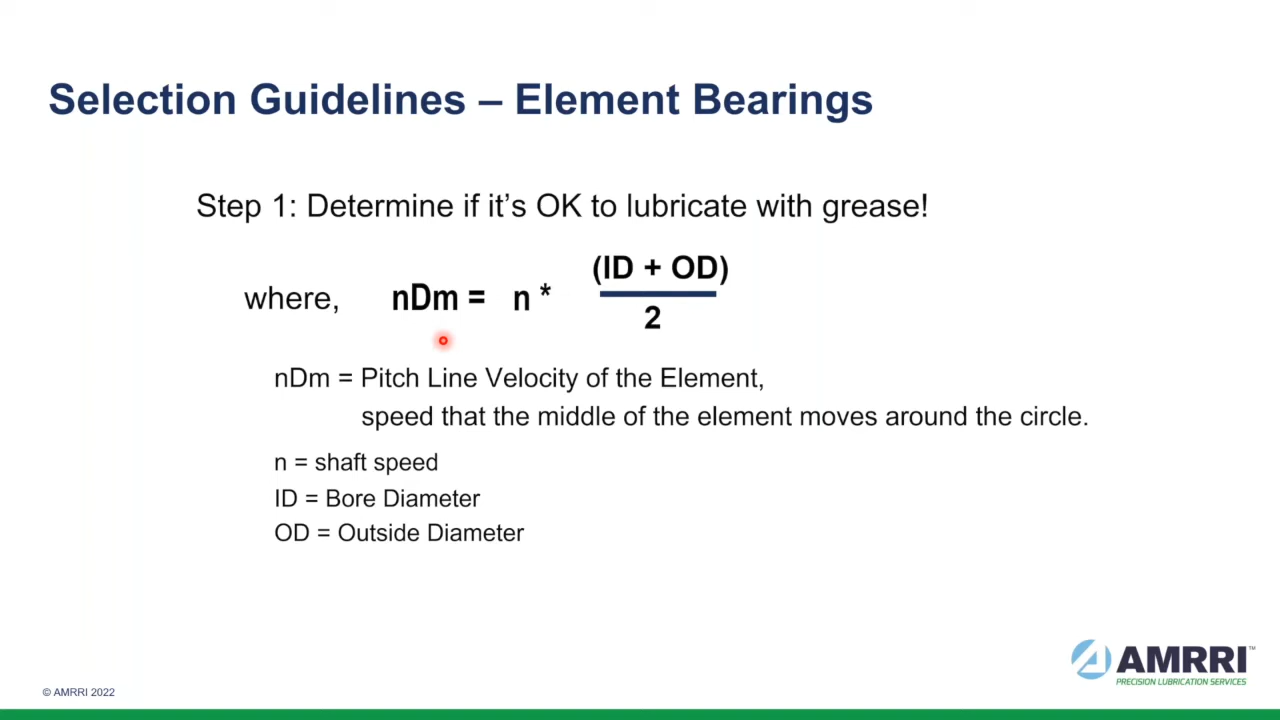 Selection Guidelines – Element Bearings
Step 1: Determine if it's OK to lubricate with grease!
where, nDm = n * (ID + OD)
2
nDm = Pitch Line Velocity of the Element,
speed that the middle of the element moves around the circle.
n = shaft speed
ID = Bore Diameter
OD = Outside Diameter
AMRRI™
PRECISION LUBRICATION SERVICES
© AMRRI 2022